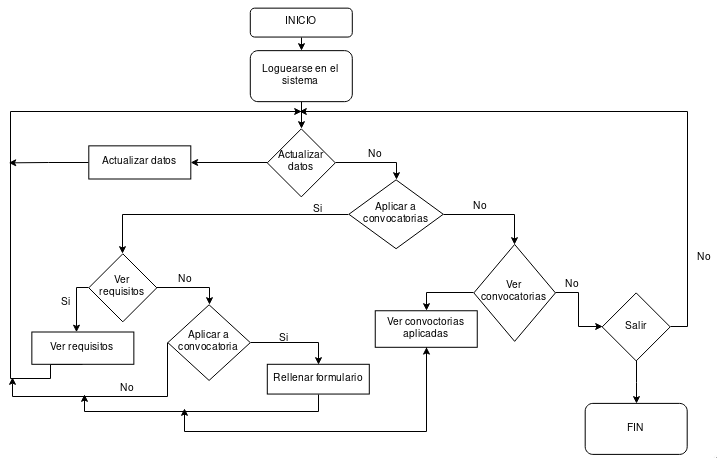 INICIO
Loguearse en el
sistema
Actualizar
datos
Actualizar datos
No
Aplicar a
convocatorias
Si
No
Ver
requisitos
Si
No
Ver
convocatorias
No
No
Ver requisitos
Aplicar a
convocatoria
Si
No
Rellenar formulario
Ver convoctorias
aplicadas
Salir
FIN